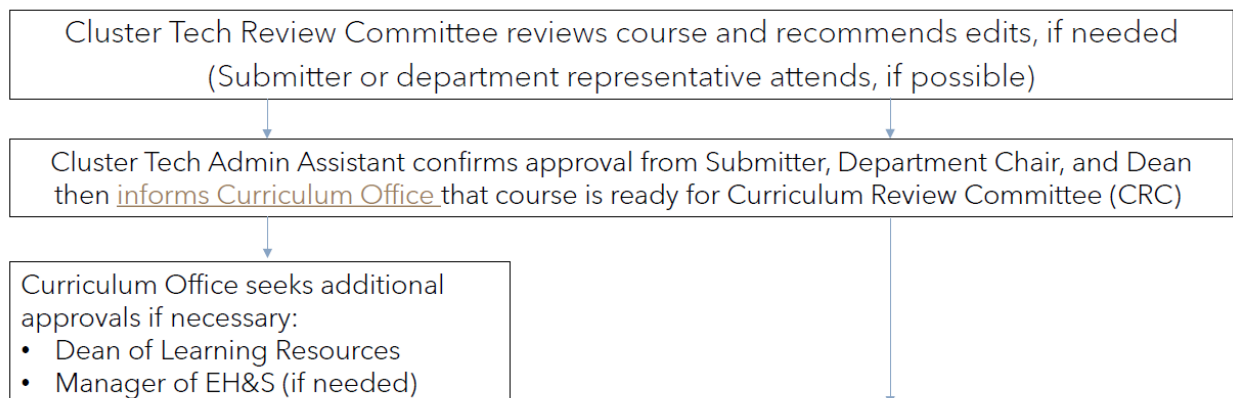 Cluster Tech Review Committee reviews course and recommends edits, if needed
(Submitter or department representative attends, if possible)
Cluster Tech Admin Assistant confirms approval from Submitter, Department Chair, and Dean
then informs Curriculum Office that course is ready for Curriculum Review Committee (CRC)
Curriculum Office seeks additional
approvals if necessary:
• Dean of Learning Resources
• Manager of EH&S (if needed)